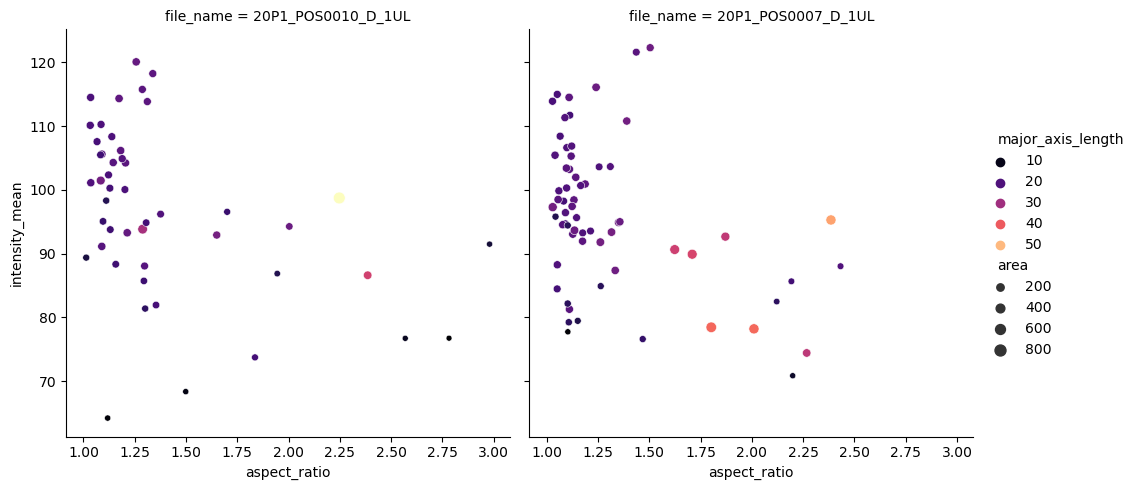 file_name = 20P1_POS0010_D_1UL
file_name = 20P1_POS0007_D_1UL
120
110
100
90
80
70
intensity_mean
1.00 1.25 1.50 1.75 2.00 2.25 2.50 2.75 3.00
aspect_ratio
1.00 1.25 1.50 1.75 2.00 2.25 2.50 2.75 3.00
aspect_ratio
major_axis_length
10
20
30
40
50
area
200
400
600
800